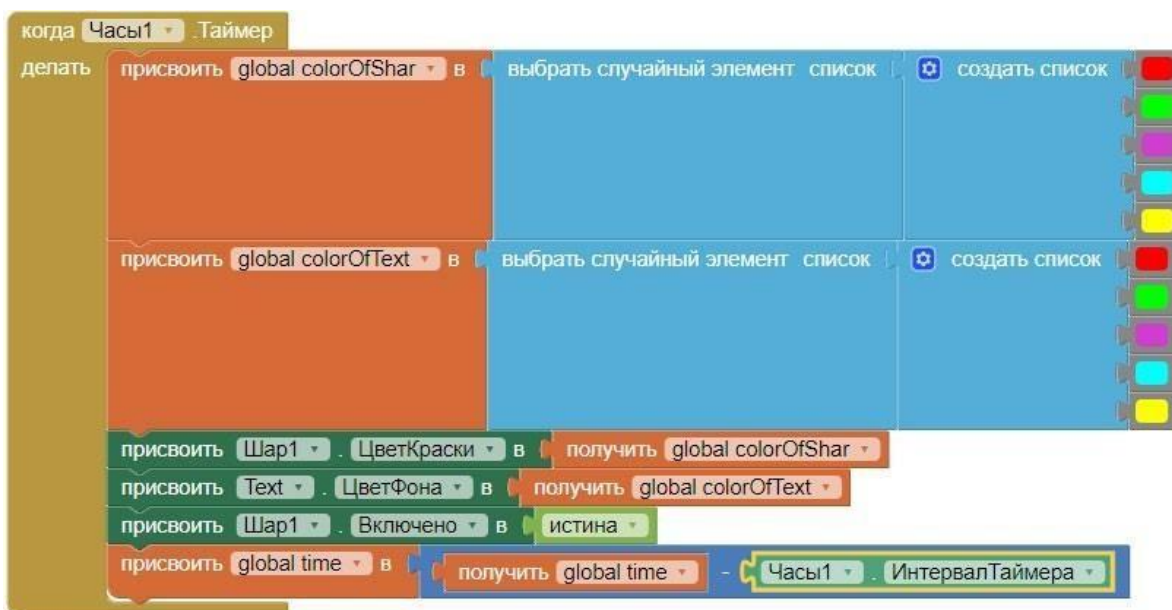 когда Часы1 .Таймер
делать присвоить global colorOfShar в выбрать случайный элемент список создать список
присвоить global colorOfText в выбрать случайный элемент список создать список
присвоить Шар1 . ЦветКраски в получить global colorOfShar
присвоить Text . ЦветФона в получить global colorOfText
присвоить Шар1 . Включено в истина
присвоить global time в получить global time - Часы1 . ИнтервалТаймера